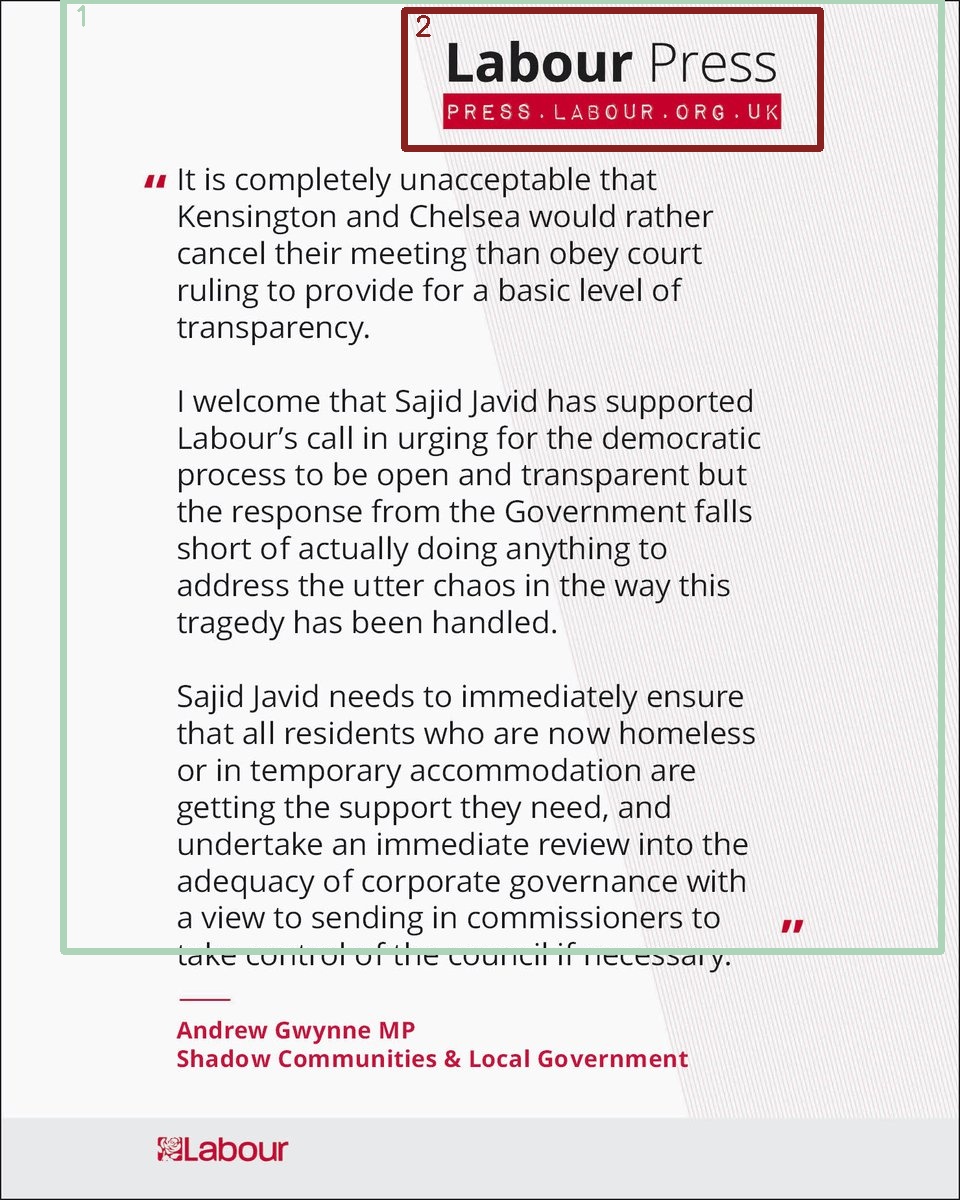 Labour Press
PRESS.LABOUR.ORG.UK
“ It is completely unacceptable that
Kensington and Chelsea would rather
cancel their meeting than obey court
ruling to provide for a basic level of
transparency.
I welcome that Sajid Javid has supported
Labour’s call in urging for the democratic
process to be open and transparent but
the response from the Government falls
short of actually doing anything to
address the utter chaos in the way this
tragedy has been handled.
Sajid Javid needs to immediately ensure
that all residents who are now homeless
or in temporary accommodation are
getting the support they need, and
undertake an immediate review into the
adequacy of corporate governance with
a view to sending in commissioners to
take control of the council if necessary. ”
Andrew Gwynne MP
Shadow Communities & Local Government
Labour